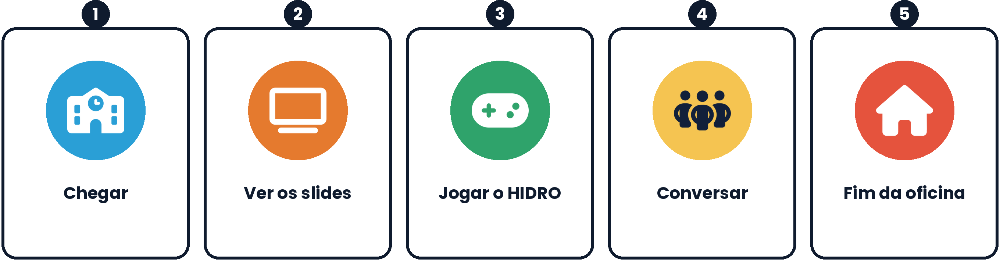 1
2
3
4
5
Chegar
Ver os slides
Jogar o HIDRO
Conversar
Fim da oficina